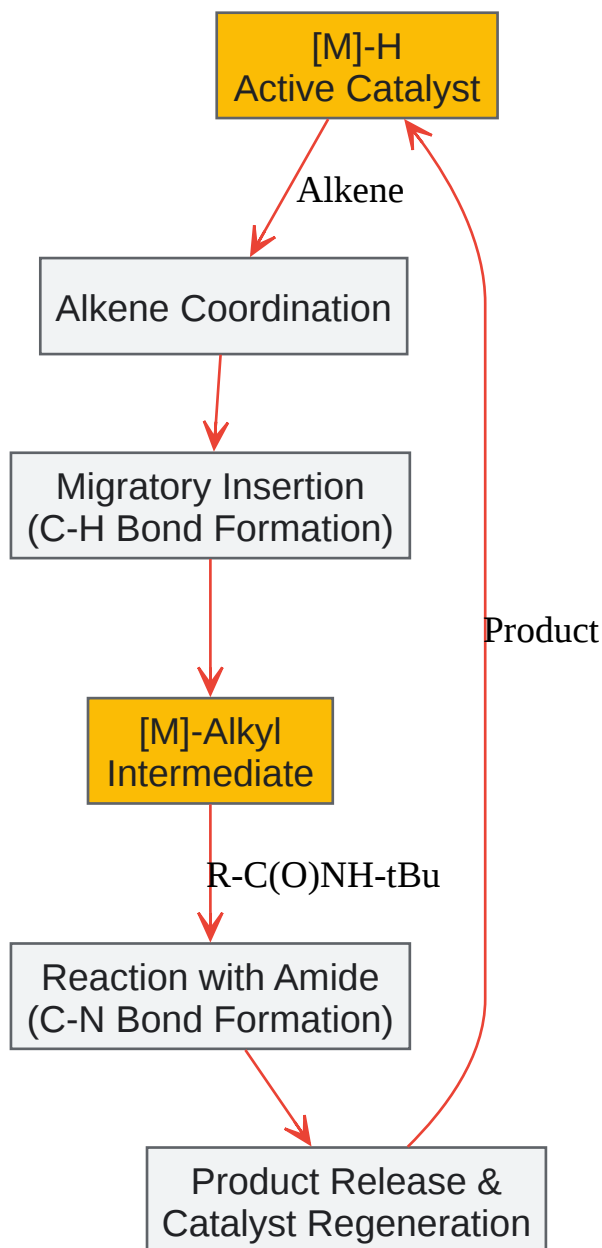 [M]-H
Active Catalyst
Alkene
Alkene Coordination
Migratory Insertion
(C-H Bond Formation)
Product
[M]-Alkyl
Intermediate
R-C(O)NH-tBu
Reaction with Amide
(C-N Bond Formation)
Product Release &
Catalyst Regeneration